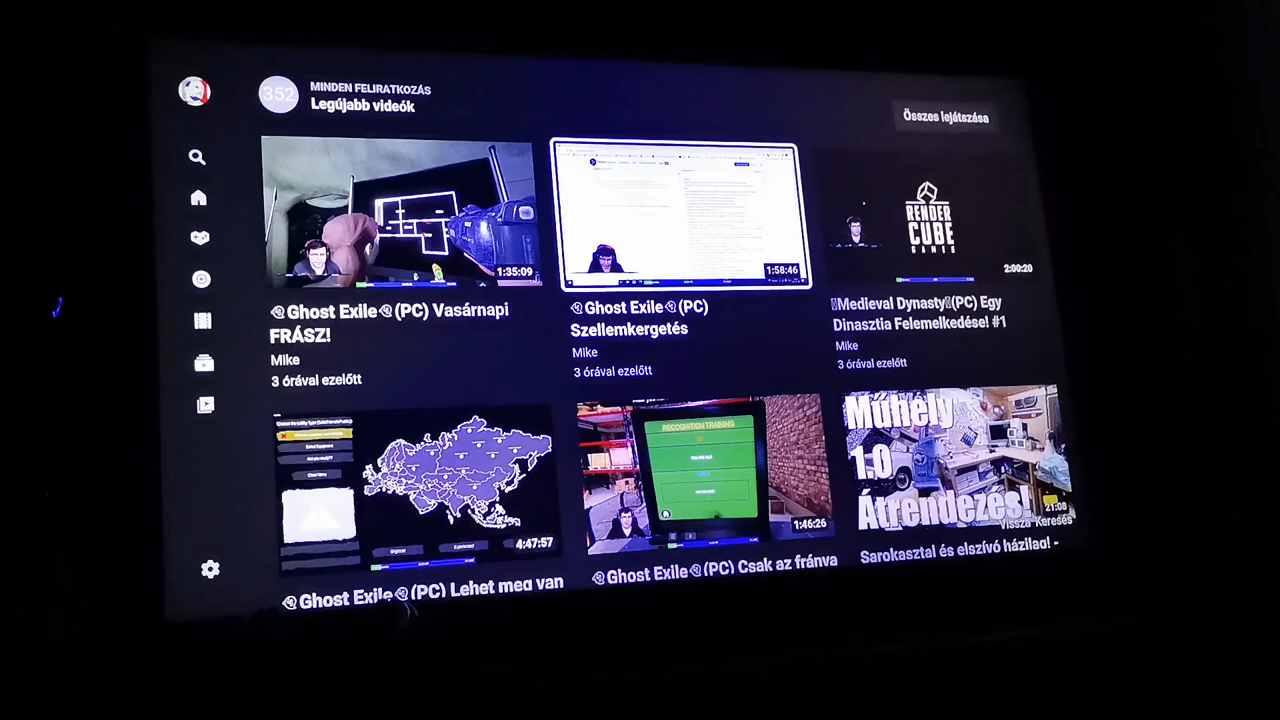 352
MINDEN FELIRATKOZÁS
Legújabb videók
Összes lejátszása
1:35:09
1:58:46
RENDER
CUBE
GAMES
2:00:20
Ghost Exile (PC) Vasárnapi
FRÁSZ!
Mike
3 órával ezelőtt
Ghost Exile (PC)
Szellemkergetés
Mike
3 órával ezelőtt
Medieval Dynasty (PC) Egy
Dinasztia Felemelkedése! #1
Mike
3 órával ezelőtt
4:47:57
RECOGNITION TRAINING
1:46:26
Műhely
1.0
Átrendezés!
21:08
Vissza Keresés
Ghost Exile (PC) Lehet meg van
Ghost Exile (PC) Csak az fránya
Sarokasztal és elszívó házilag! -